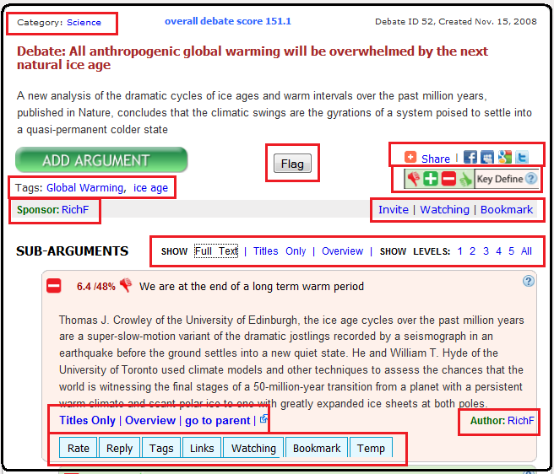 Category: Science
overall debate score 151.1
Debate ID 52, Created Nov. 15, 2008
Debate: All anthropogenic global warming will be overwhelmed by the next
natural ice age
A new analysis of the dramatic cycles of ice ages and warm intervals over the past million years,
published in Nature, concludes that the climatic swings are the gyrations of a system poised to settle into
a quasi-permanent colder state
ADD ARGUMENT
Flag
Share |
Key Define ?
Tags: Global Warming, ice age
Sponsor: RichF
Invite | Watching | Bookmark
SUB-ARGUMENTS
SHOW Full Text | Titles Only | Overview | SHOW LEVELS: 1 2 3 4 5 All
6.4 /48% We are at the end of a long term warm period ?
Thomas J. Crowley of the University of Edinburgh, the ice age cycles over the past million years
are a super-slow-motion variant of the dramatic jostlings recorded by a seismograph in an
earthquake before the ground settles into a new quiet state. He and William T. Hyde of the
University of Toronto used climate models and other techniques to assess the chances that the
world is witnessing the final stages of a 50-million-year transition from a planet with a persistent
warm climate and scant polar ice to one with greatly expanded ice sheets at both poles.
Titles Only | Overview | go to parent |
Author: RichF
Rate Reply Tags Links Watching Bookmark Temp